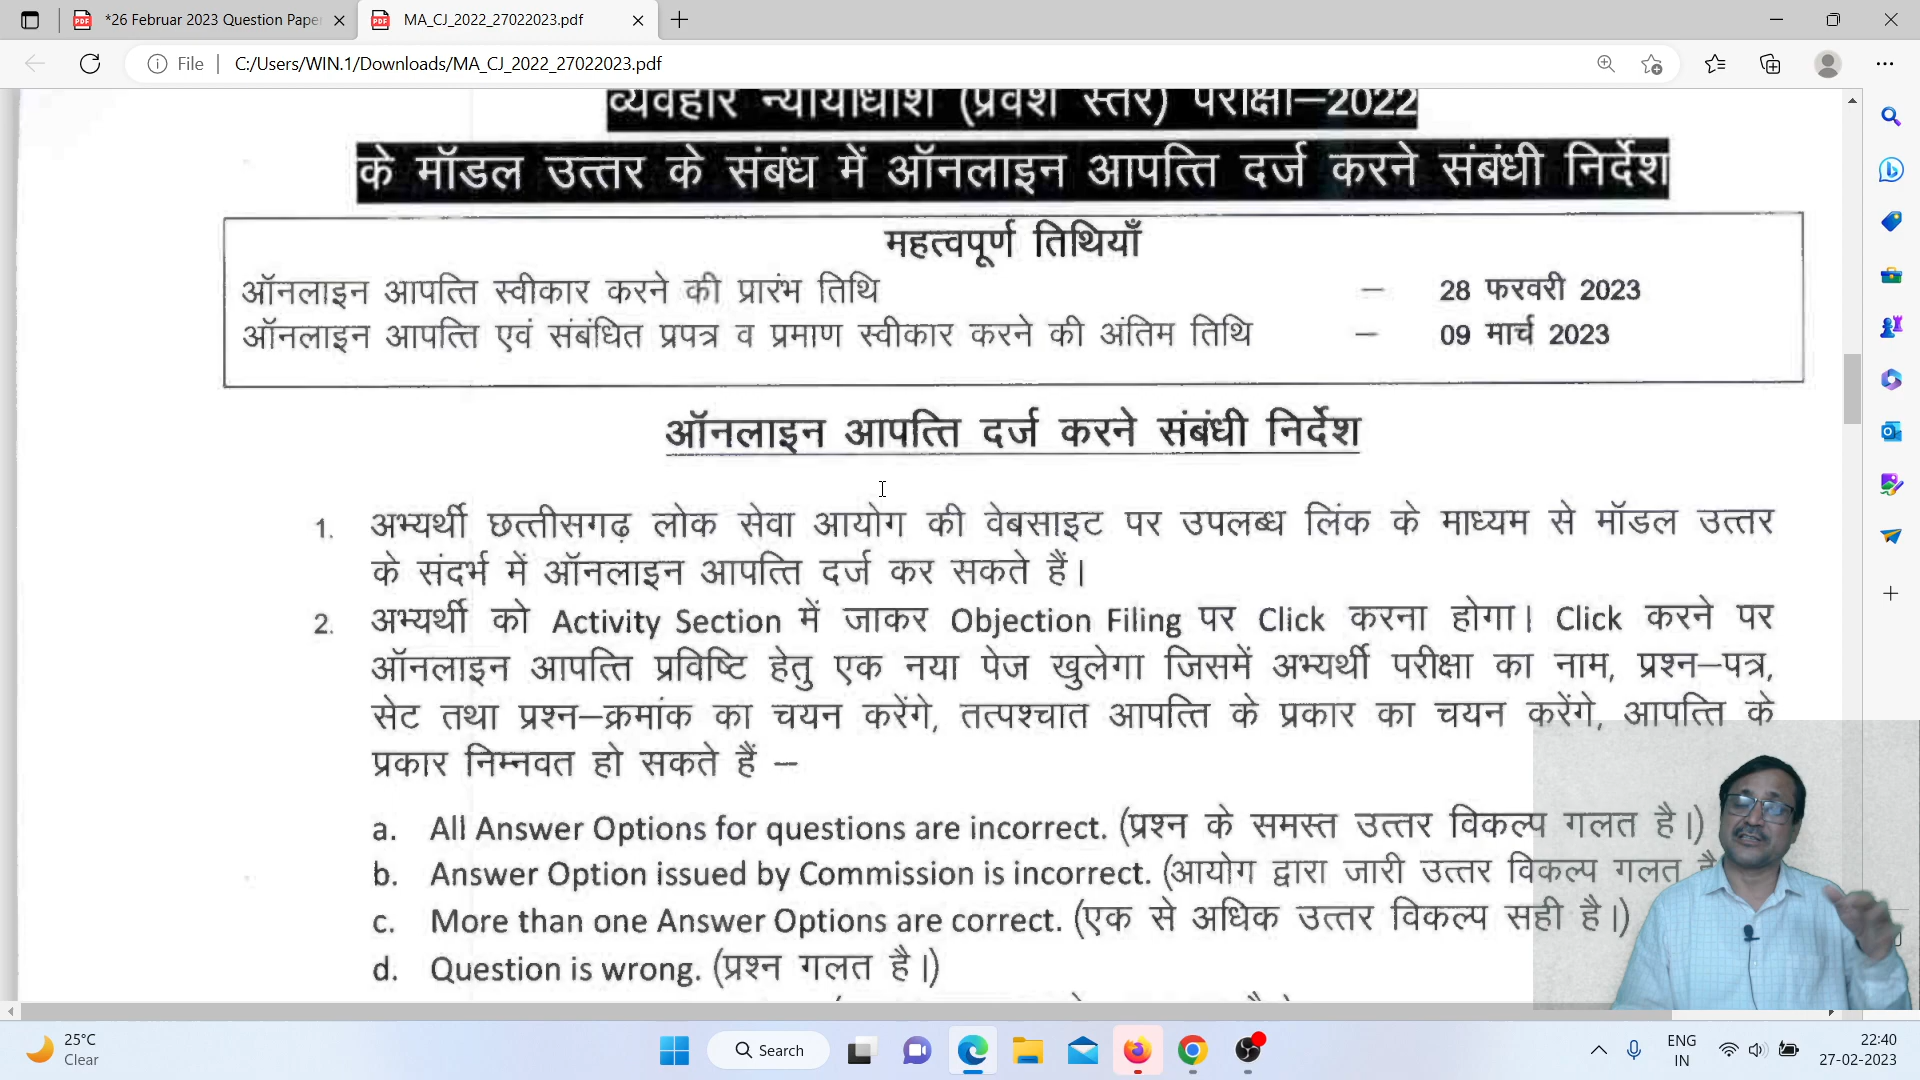 *26 Februar 2023 Question Paper
MA_CJ_2022_27022023.pdf
File
C:/Users/WIN.1/Downloads/MA_CJ_2022_27022023.pdf
व्यवहार न्यायाधीश (प्रवेश स्तर) परीक्षा–2022
के मॉडल उत्तर के संबंध में ऑनलाइन आपत्ति दर्ज करने संबंधी निर्देश
महत्वपूर्ण तिथियाँ
ऑनलाइन आपत्ति स्वीकार करने की प्रारंभ तिथि – 28 फरवरी 2023
ऑनलाइन आपत्ति एवं संबंधित प्रपत्र व प्रमाण स्वीकार करने की अंतिम तिथि – 09 मार्च 2023
ऑनलाइन आपत्ति दर्ज करने संबंधी निर्देश
1. अभ्यर्थी छत्तीसगढ़ लोक सेवा आयोग की वेबसाइट पर उपलब्ध लिंक के माध्यम से मॉडल उत्तर
के संदर्भ में ऑनलाइन आपत्ति दर्ज कर सकते हैं।
2. अभ्यर्थी को Activity Section में जाकर Objection Filing पर Click करना होगा। Click करने पर
ऑनलाइन आपत्ति प्रविष्टि हेतु एक नया पेज खुलेगा जिसमें अभ्यर्थी परीक्षा का नाम, प्रश्न–पत्र,
सेट तथा प्रश्न–क्रमांक का चयन करेंगे, तत्पश्चात आपत्ति के प्रकार का चयन करेंगे, आपत्ति के
प्रकार निम्नवत हो सकते हैं –
a. All Answer Options for questions are incorrect. (प्रश्न के समस्त उत्तर विकल्प गलत है।)
b. Answer Option issued by Commission is incorrect. (आयोग द्वारा जारी उत्तर विकल्प गलत
c. More than one Answer Options are correct. (एक से अधिक उत्तर विकल्प सही है।)
d. Question is wrong. (प्रश्न गलत है।)
25°C
Clear
Search
ENG
IN
22:40
27-02-2023